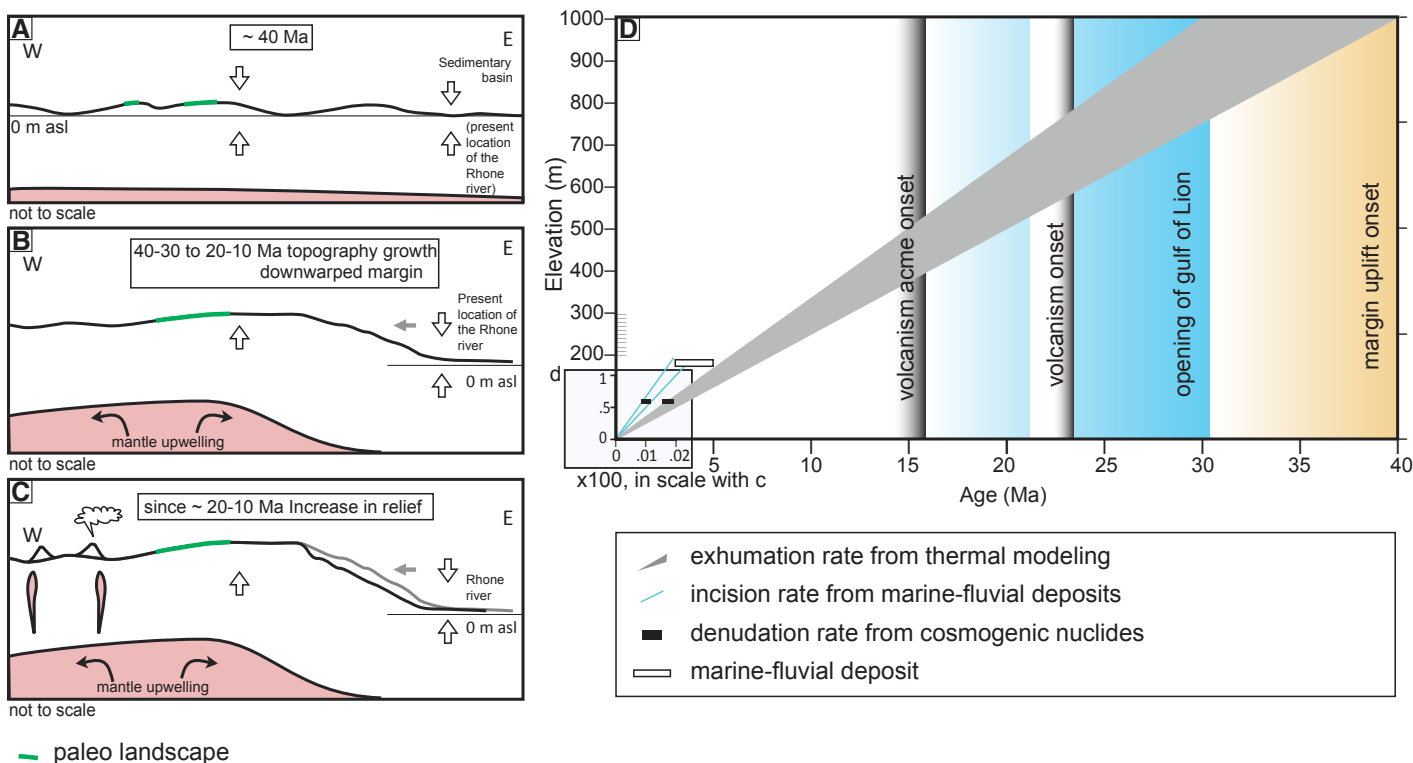 A
W
~ 40 Ma
E
Sedimentary
basin
0 m asl
(present
location
of the
Rhone
river)
not to scale
B
W
40-30 to 20-10 Ma topography growth
downwarped margin
E
Present
location of
the Rhone
river
0 m asl
mantle upwelling
not to scale
C
W
since ~ 20-10 Ma Increase in relief
E
Rhone
river
0 m asl
mantle upwelling
not to scale
paleo landscape
D
Elevation (m)
1000
900
800
700
600
500
400
300
200
d
1
.5
0
0 .01 .02
5 10 15 20 25 30 35 40
x100, in scale with c
Age (Ma)
volcanism acme onset
volcanism onset
opening of gulf of Lion
margin uplift onset
exhumation rate from thermal modeling
incision rate from marine-fluvial deposits
denudation rate from cosmogenic nuclides
marine-fluvial deposit